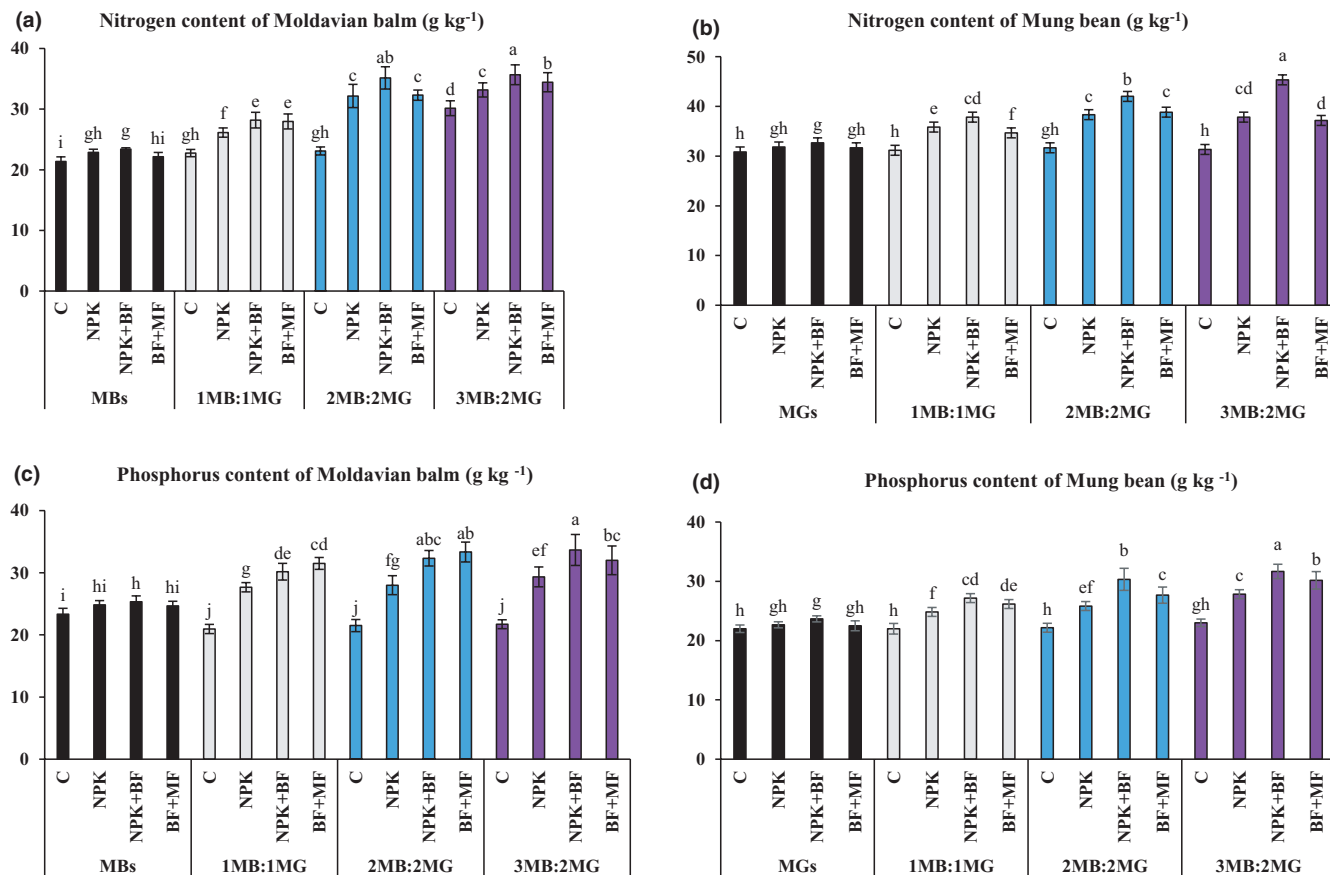 (a)
Nitrogen content of Moldavian balm (g kg⁻¹)
40
30
20
10
0
i gh g hi gh f e e gh c ab c d c a b
C NPK NPK+BF BF+MF C NPK NPK+BF BF+MF C NPK NPK+BF BF+MF C NPK NPK+BF BF+MF
MBs 1MB:1MG 2MB:2MG 3MB:2MG
(b)
Nitrogen content of Mung bean (g kg⁻¹)
50
40
30
20
10
0
h gh g gh h e cd f gh c b c h cd a d
C NPK NPK+BF BF+MF C NPK NPK+BF BF+MF C NPK NPK+BF BF+MF C NPK NPK+BF BF+MF
MGs 1MB:1MG 2MB:2MG 3MB:2MG
(c)
Phosphorus content of Moldavian balm (g kg ⁻¹)
40
30
20
10
0
i hi h hi j g de cd j fg abc ab j ef a bc
C NPK NPK+BF BF+MF C NPK NPK+BF BF+MF C NPK NPK+BF BF+MF C NPK NPK+BF BF+MF
MBs 1MB:1MG 2MB:2MG 3MB:2MG
(d)
Phosphorus content of Mung bean (g kg ⁻¹)
40
30
20
10
0
h gh g gh h f cd de h ef b c gh c a b
C NPK NPK+BF BF+MF C NPK NPK+BF BF+MF C NPK NPK+BF BF+MF C NPK NPK+BF BF+MF
MGs 1MB:1MG 2MB:2MG 3MB:2MG